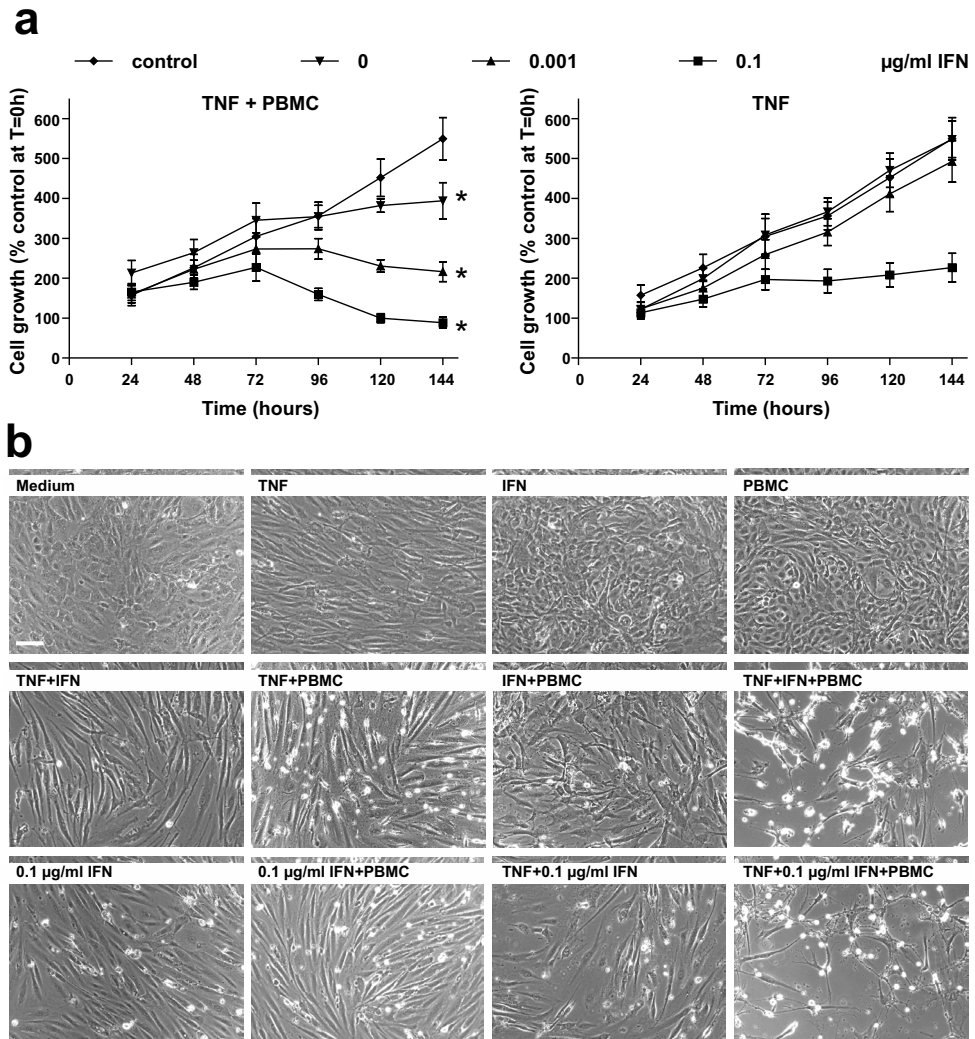 a
control 0 0.001 0.1 µg/ml IFN
TNF + PBMC
Cell growth (% control at T=0h)
600
500
400
300
200
100
0
*
*
*
0 24 48 72 96 120 144
Time (hours)
TNF
Cell growth (% control at T=0h)
600
500
400
300
200
100
0
0 24 48 72 96 120 144
Time (hours)
b
Medium TNF IFN PBMC
TNF+IFN TNF+PBMC IFN+PBMC TNF+IFN+PBMC
0.1 µg/ml IFN 0.1 µg/ml IFN+PBMC TNF+0.1 µg/ml IFN TNF+0.1 µg/ml IFN+PBMC